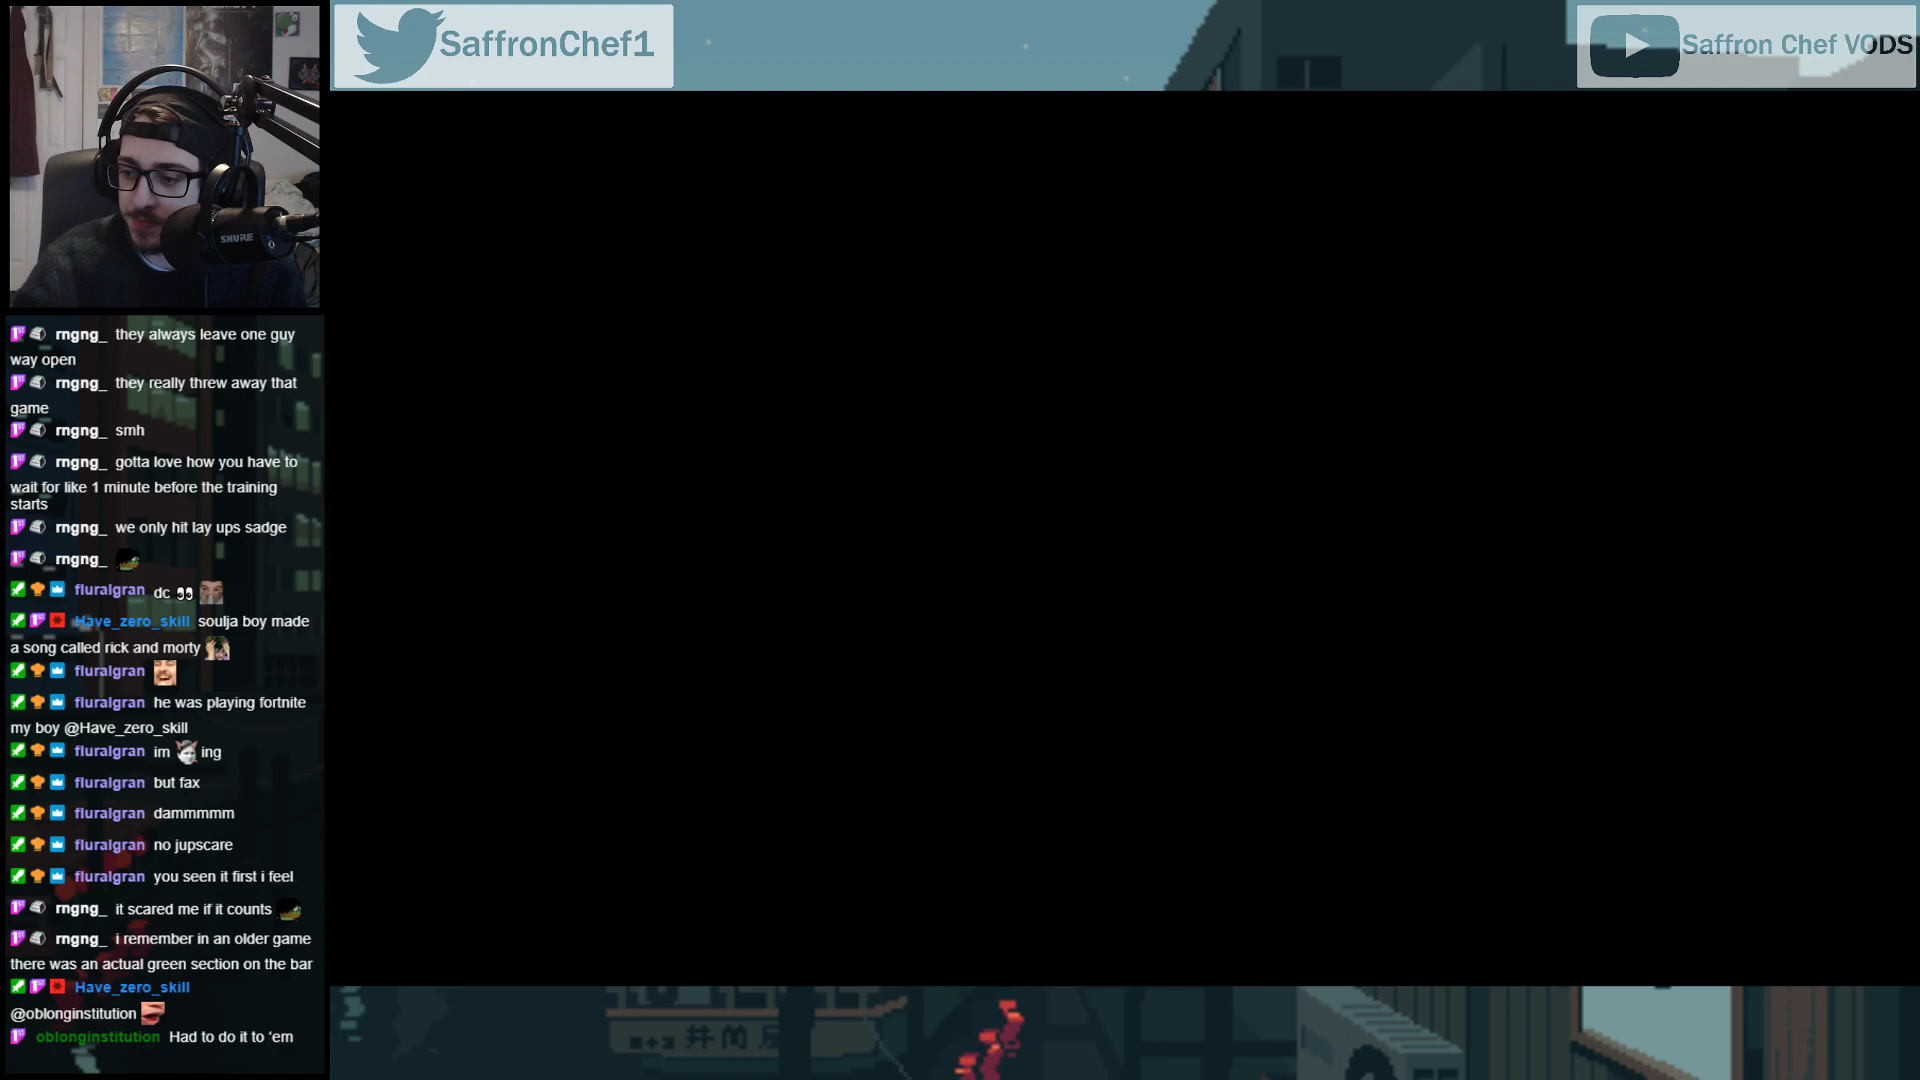 SaffronChef1
Saffron Chef VODS
SHURE
rngng_ they always leave one guy
way open
rngng_ they really threw away that
game
rngng_ smh
rngng_ gotta love how you have to
wait for like 1 minute before the training
starts
rngng_ we only hit lay ups sadge
rngng_
fluralgran dc 👀
Have_zero_skill soulja boy made
a song called rick and morty
fluralgran
fluralgran he was playing fortnite
my boy @Have_zero_skill
fluralgran im ing
fluralgran but fax
fluralgran dammmmm
fluralgran no jupscare
fluralgran you seen it first i feel
rngng_ it scared me if it counts
rngng_ i remember in an older game
there was an actual green section on the bar
Have_zero_skill
@oblonginstitution
oblonginstitution Had to do it to 'em